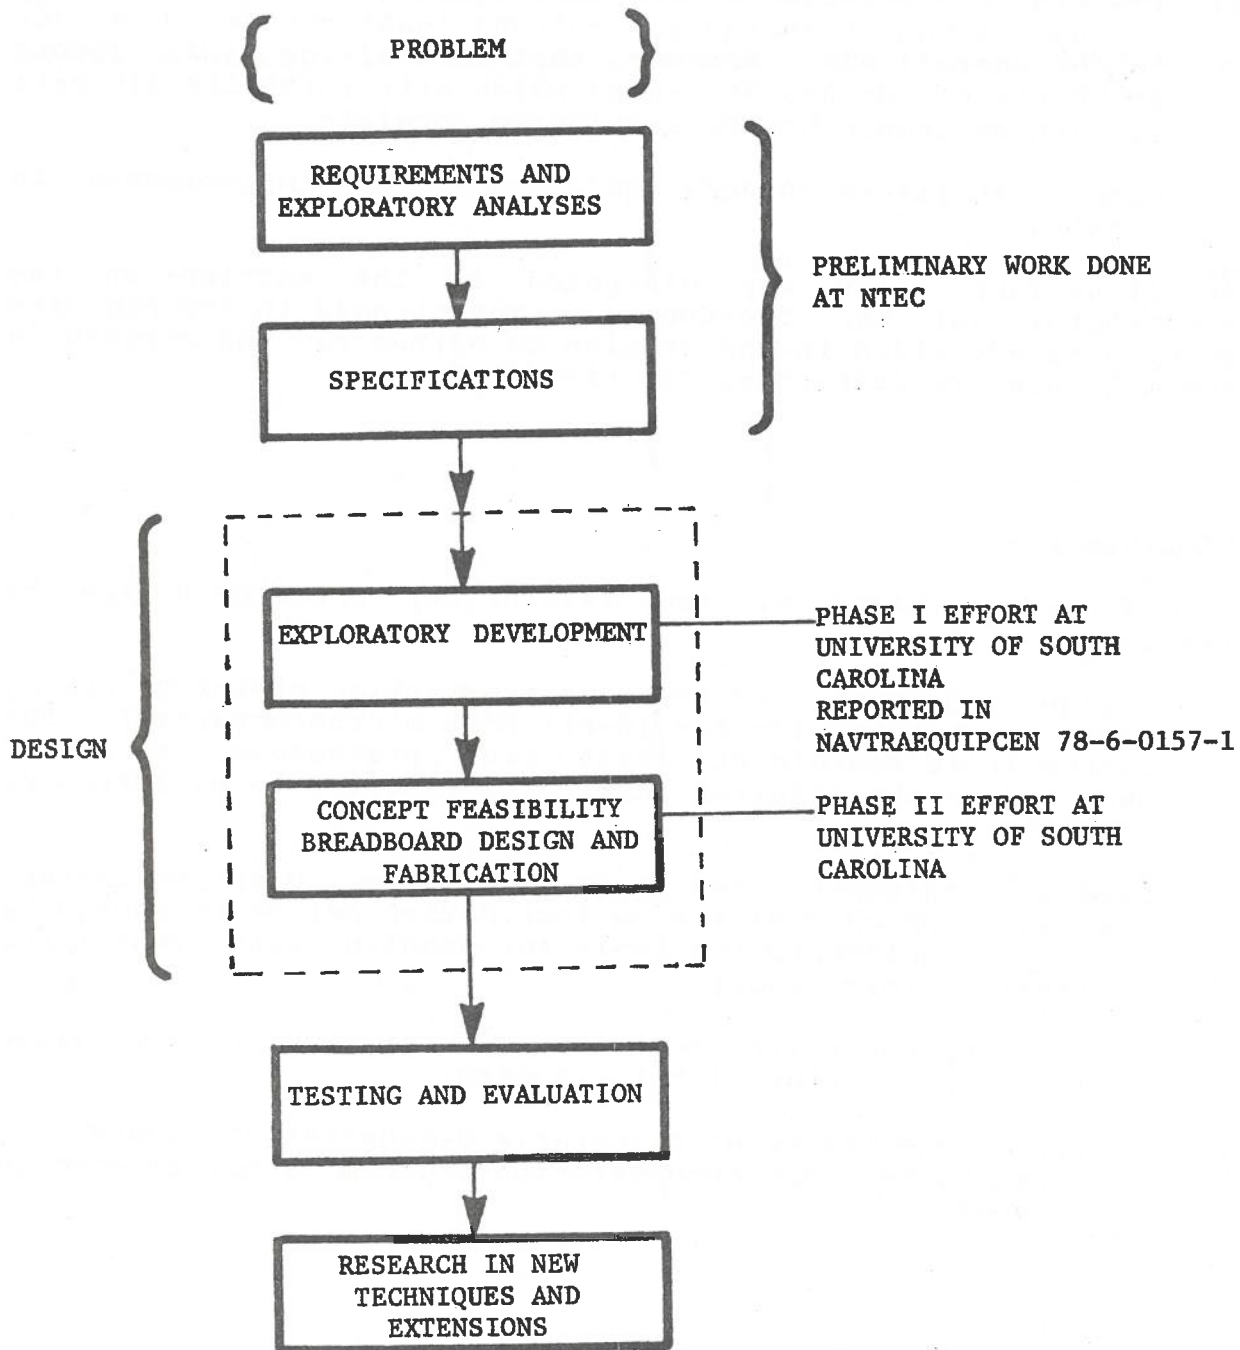 PROBLEM
REQUIREMENTS AND
EXPLORATORY ANALYSES
PRELIMINARY WORK DONE
AT NTEC
SPECIFICATIONS
DESIGN
EXPLORATORY DEVELOPMENT
PHASE I EFFORT AT
UNIVERSITY OF SOUTH
CAROLINA
REPORTED IN
NAVTRAEQUIPCEN 78-6-0157-1
CONCEPT FEASIBILITY
BREADBOARD DESIGN AND
FABRICATION
PHASE II EFFORT AT
UNIVERSITY OF SOUTH
CAROLINA
TESTING AND EVALUATION
RESEARCH IN NEW
TECHNIQUES AND
EXTENSIONS